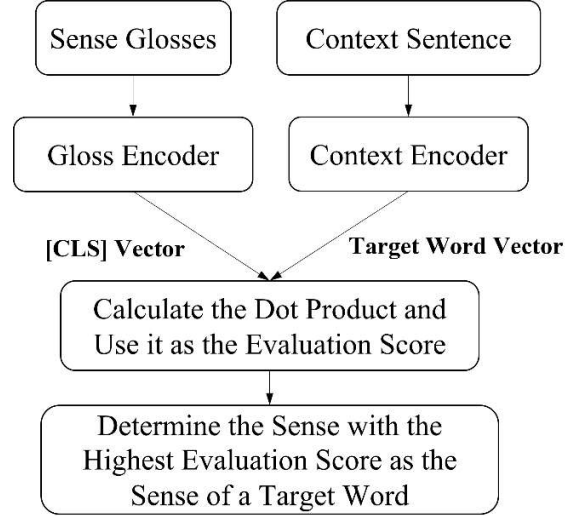 Sense Glosses
Context Sentence
Gloss Encoder
Context Encoder
[CLS] Vector
Target Word Vector
Calculate the Dot Product and
Use it as the Evaluation Score
Determine the Sense with the
Highest Evaluation Score as the
Sense of a Target Word